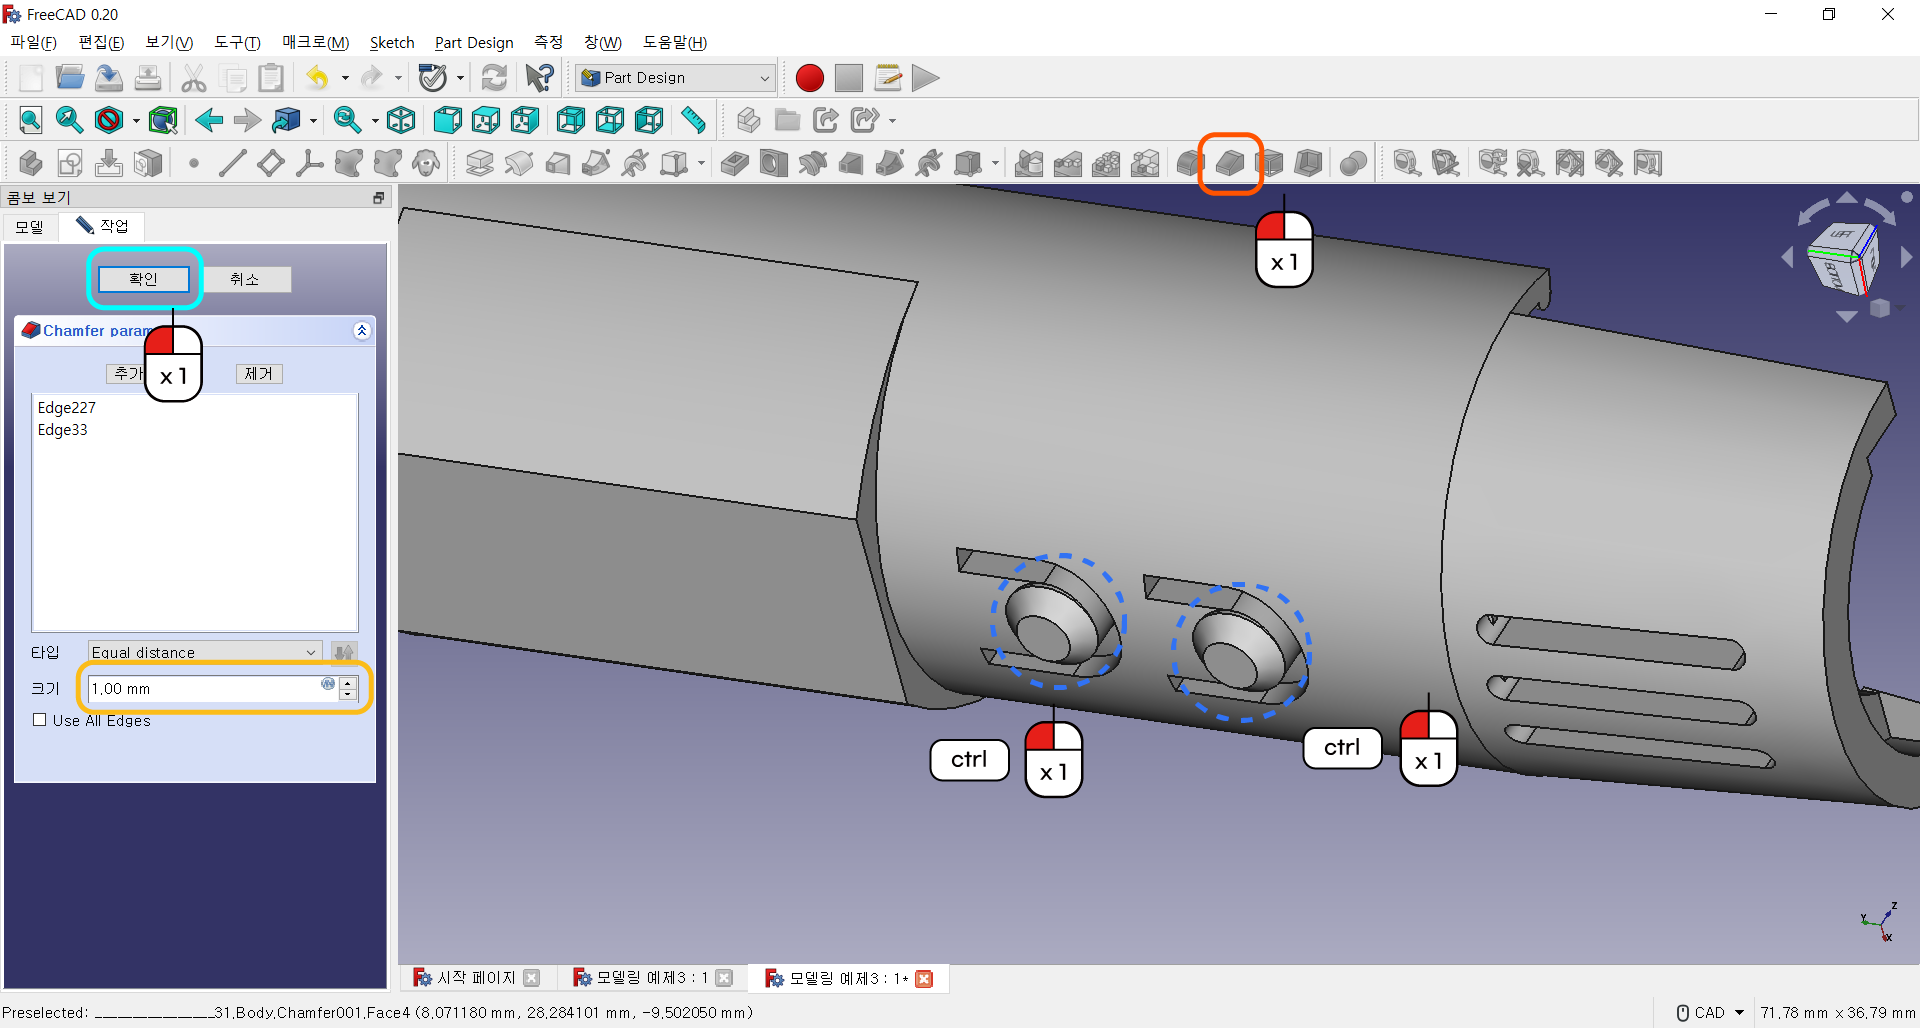 FreeCAD 0.20
파일(F) 편집(E) 보기(V) 도구(T) 매크로(M) Sketch Part Design 측정 창(W) 도움말(H)
Part Design
콤보 보기
모델 작업
확인 취소
Chamfer param
추가 제거
Edge227
Edge33
타입 Equal distance
크기 1.00 mm
Use All Edges
x 1
x 1
LEFT
ctrl x 1
ctrl x 1
Z
Y
X
시작 페이지 모델링 예제3 : 1 모델링 예제3 : 1*
Preselected: ________________31.Body.Chamfer001.Face4 (8.071180 mm, 28.284101 mm, -9.502050 mm)
CAD 71.78 mm x 36.79 mm